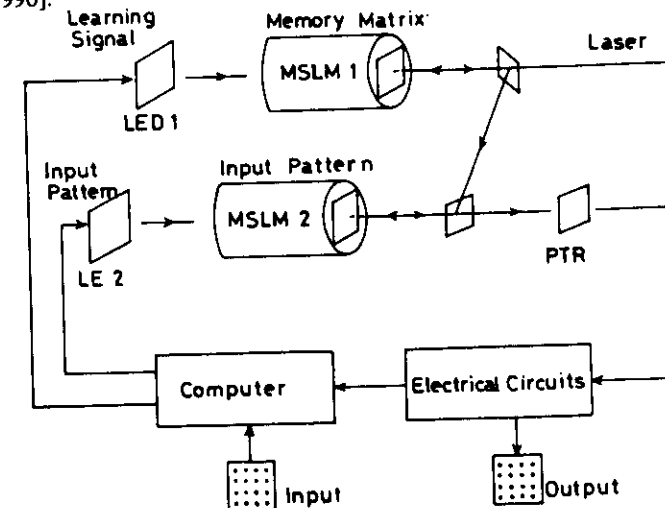 1990].
Learning
Signal
Memory Matrix
Laser
MSLM 1
LED 1
Input
Pattern
Input Pattern
MSLM 2
LE 2
PTR
Computer
Electrical Circuits
Input
Output